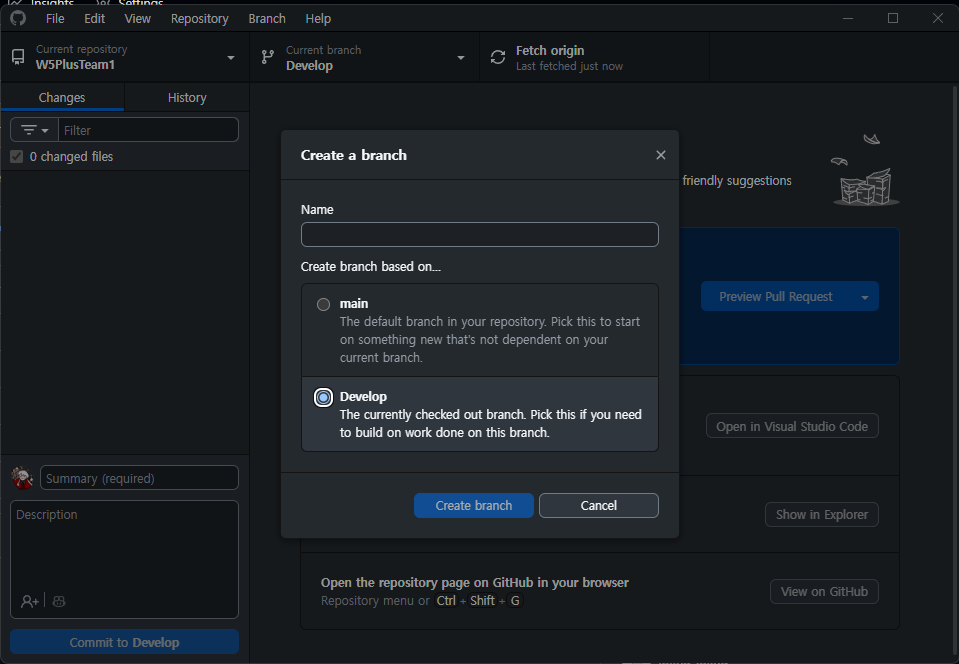 Insights
Settings
File Edit View Repository Branch Help
Current repository
W5PlusTeam1
Current branch
Develop
Fetch origin
Last fetched just now
Changes
History
Filter
0 changed files
friendly suggestions
Create a branch
Name
Create branch based on...
main
The default branch in your repository. Pick this to start
on something new that's not dependent on your
current branch.
Develop
The currently checked out branch. Pick this if you need
to build on work done on this branch.
Create branch
Cancel
Preview Pull Request
Open in Visual Studio Code
Show in Explorer
Open the repository page on GitHub in your browser
Repository menu or Ctrl + Shift + G
View on GitHub
Summary (required)
Description
Commit to Develop